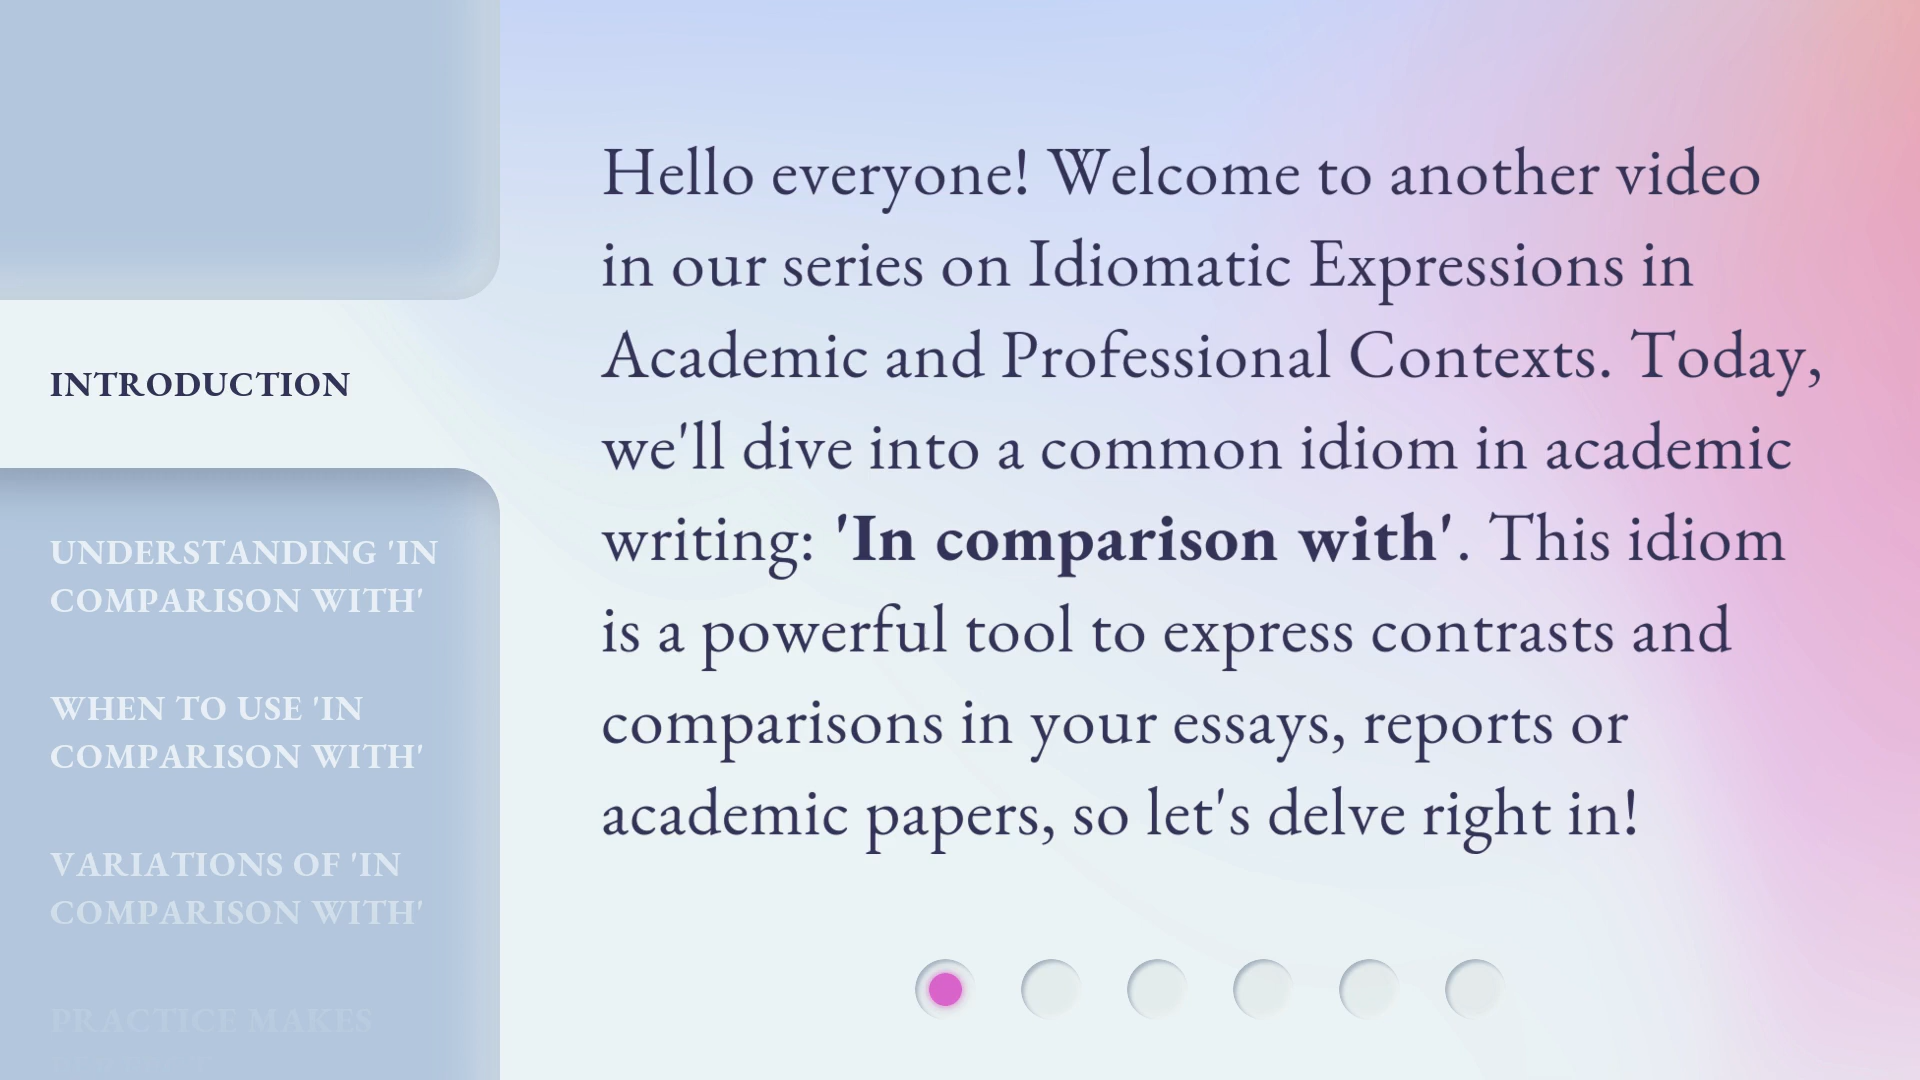 INTRODUCTION
UNDERSTANDING 'IN
COMPARISON WITH'
WHEN TO USE 'IN
COMPARISON WITH'
VARIATIONS OF 'IN
COMPARISON WITH'
PRACTICE MAKES
Hello everyone! Welcome to another video
in our series on Idiomatic Expressions in
Academic and Professional Contexts. Today,
we'll dive into a common idiom in academic
writing: 'In comparison with'. This idiom
is a powerful tool to express contrasts and
comparisons in your essays, reports or
academic papers, so let's delve right in!